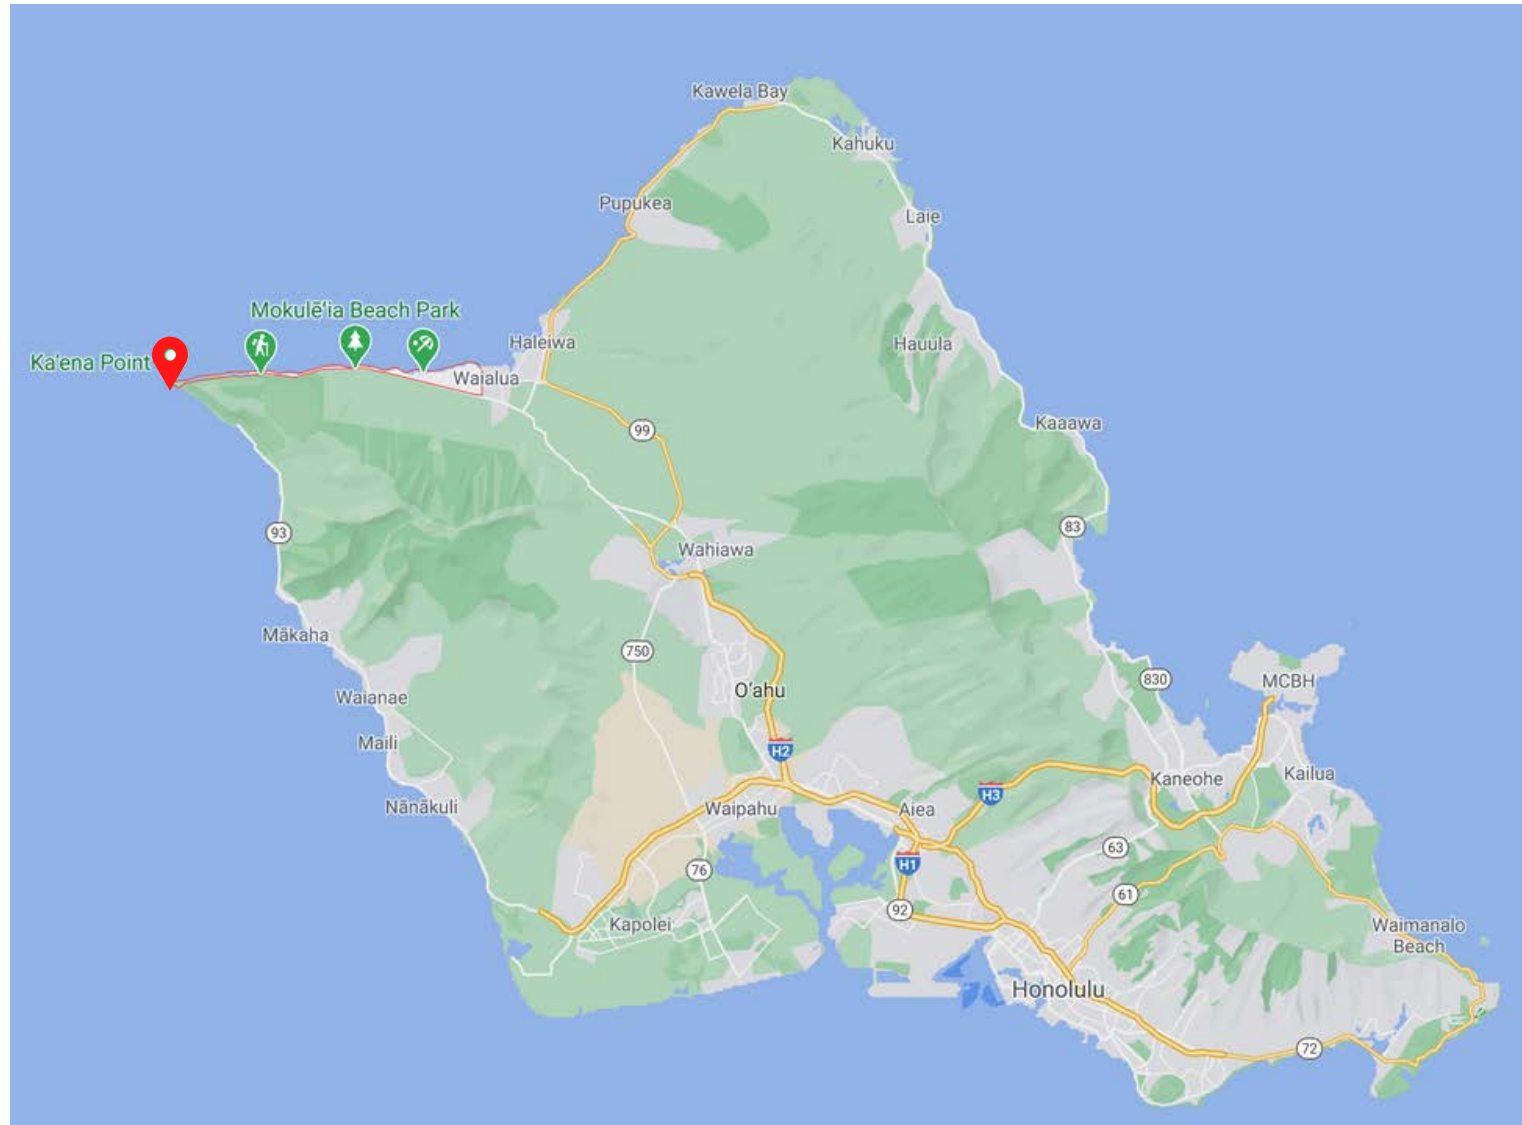 Kawela Bay
Kahuku
Pupukea
Laie
Mokulē‘ia Beach Park
Haleiwa
Hauula
Ka‘ena Point
Waialua
Kaaawa
99
83
93
Wahiawa
Mākaha
750
830
MCBH
O‘ahu
Waianae
Maili
H2
Kaneohe
Kailua
H3
Nānākuli
Waipahu
Aiea
63
H1
76
61
92
Kapolei
Waimanalo
Beach
Honolulu
72